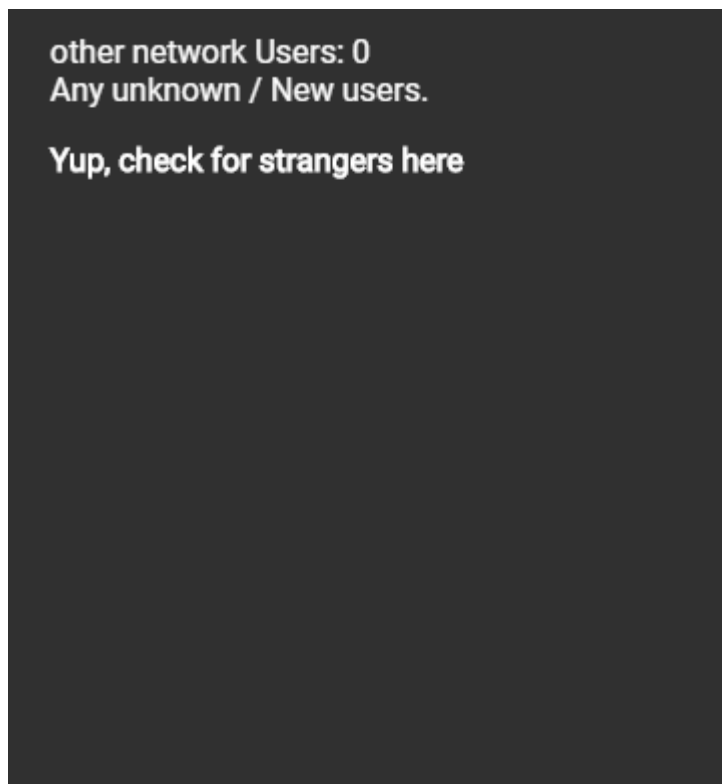 other network Users: 0
Any unknown / New users.
Yup, check for strangers here